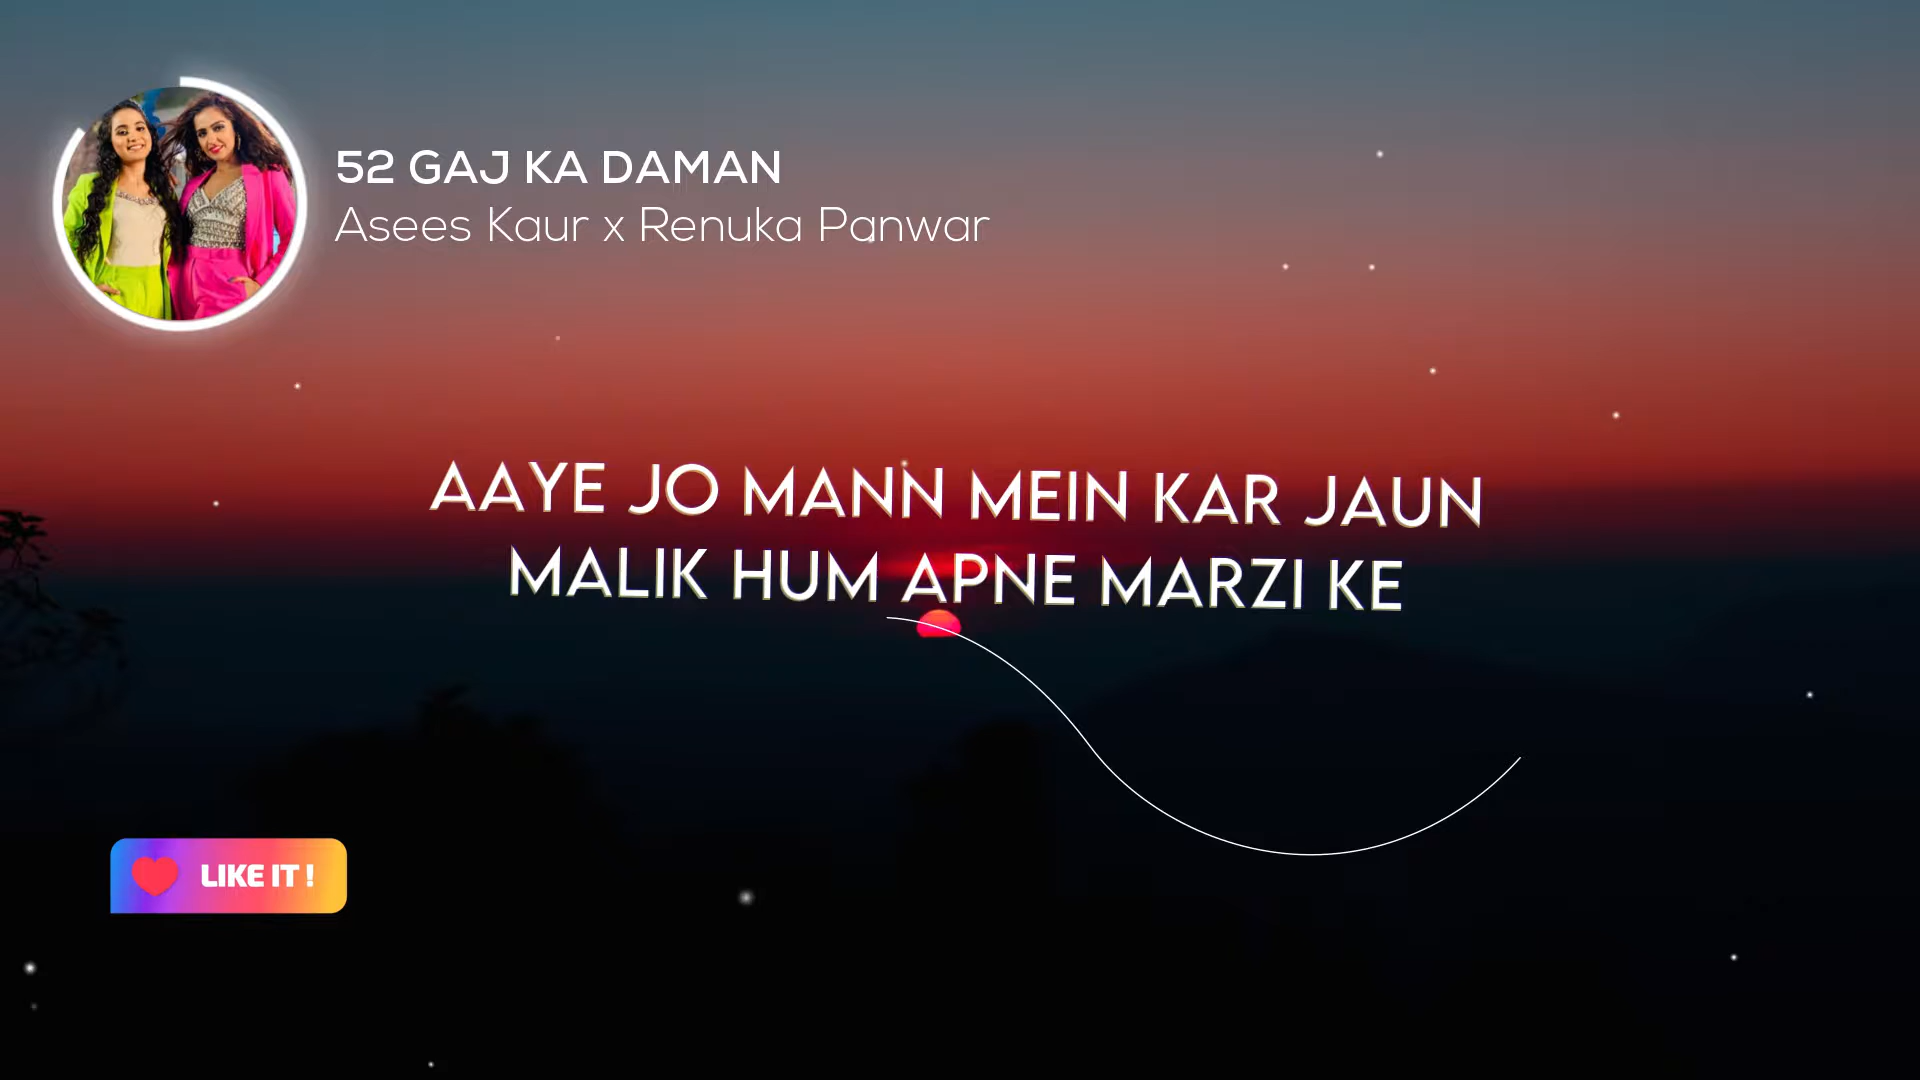 52 GAJ KA DAMAN
Asees Kaur x Renuka Panwar
AAYE JO MANN MEIN KAR JAUN
MALIK HUM APNE MARZI KE
LIKE IT !